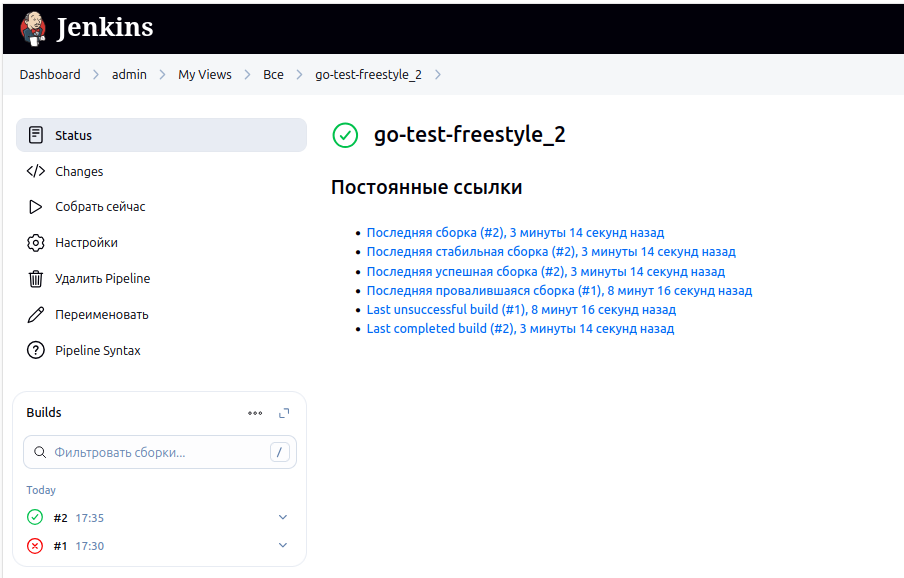 Jenkins
Dashboard > admin > My Views > Все > go-test-freestyle_2 >
Status
Changes
Собрать сейчас
Настройки
Удалить Pipeline
Переименовать
Pipeline Syntax
Builds
Фильтровать сборки... /
Today
#2 17:35
#1 17:30
go-test-freestyle_2
Постоянные ссылки
Последняя сборка (#2), 3 минуты 14 секунд назад
Последняя стабильная сборка (#2), 3 минуты 14 секунд назад
Последняя успешная сборка (#2), 3 минуты 14 секунд назад
Последняя провалившаяся сборка (#1), 8 минут 16 секунд назад
Last unsuccessful build (#1), 8 минут 16 секунд назад
Last completed build (#2), 3 минуты 14 секунд назад